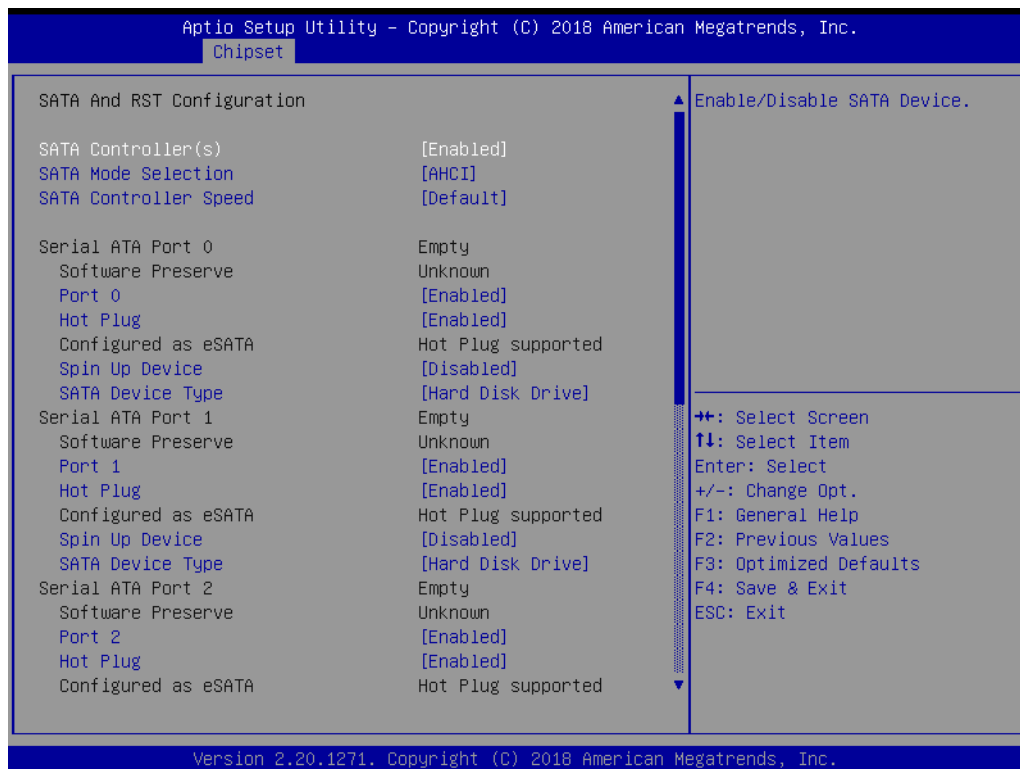 Aptio Setup Utility – Copyright (C) 2018 American Megatrends, Inc.
Chipset
SATA And RST Configuration
SATA Controller(s) [Enabled]
SATA Mode Selection [AHCI]
SATA Controller Speed [Default]
Serial ATA Port 0 Empty
Software Preserve Unknown
Port 0 [Enabled]
Hot Plug [Enabled]
Configured as eSATA Hot Plug supported
Spin Up Device [Disabled]
SATA Device Type [Hard Disk Drive]
Serial ATA Port 1 Empty
Software Preserve Unknown
Port 1 [Enabled]
Hot Plug [Enabled]
Configured as eSATA Hot Plug supported
Spin Up Device [Disabled]
SATA Device Type [Hard Disk Drive]
Serial ATA Port 2 Empty
Software Preserve Unknown
Port 2 [Enabled]
Hot Plug [Enabled]
Configured as eSATA Hot Plug supported
Enable/Disable SATA Device.
→←: Select Screen
↑↓: Select Item
Enter: Select
+/-: Change Opt.
F1: General Help
F2: Previous Values
F3: Optimized Defaults
F4: Save & Exit
ESC: Exit
Version 2.20.1271. Copyright (C) 2018 American Megatrends, Inc.